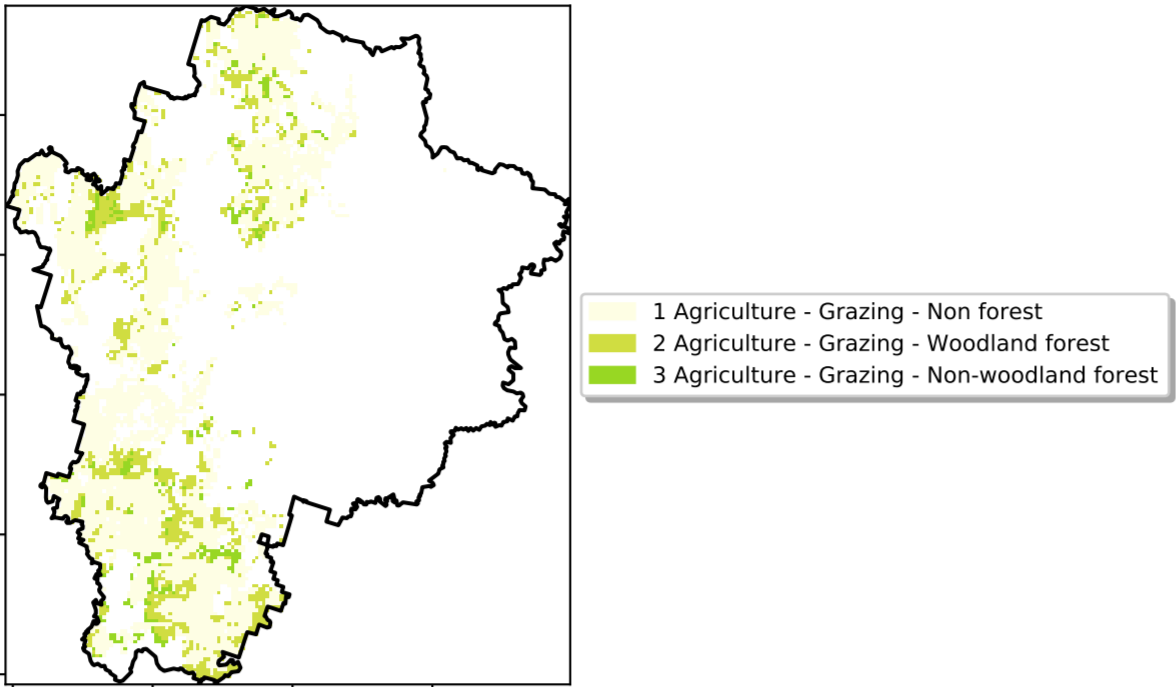 1 Agriculture - Grazing - Non forest
2 Agriculture - Grazing - Woodland forest
3 Agriculture - Grazing - Non-woodland forest